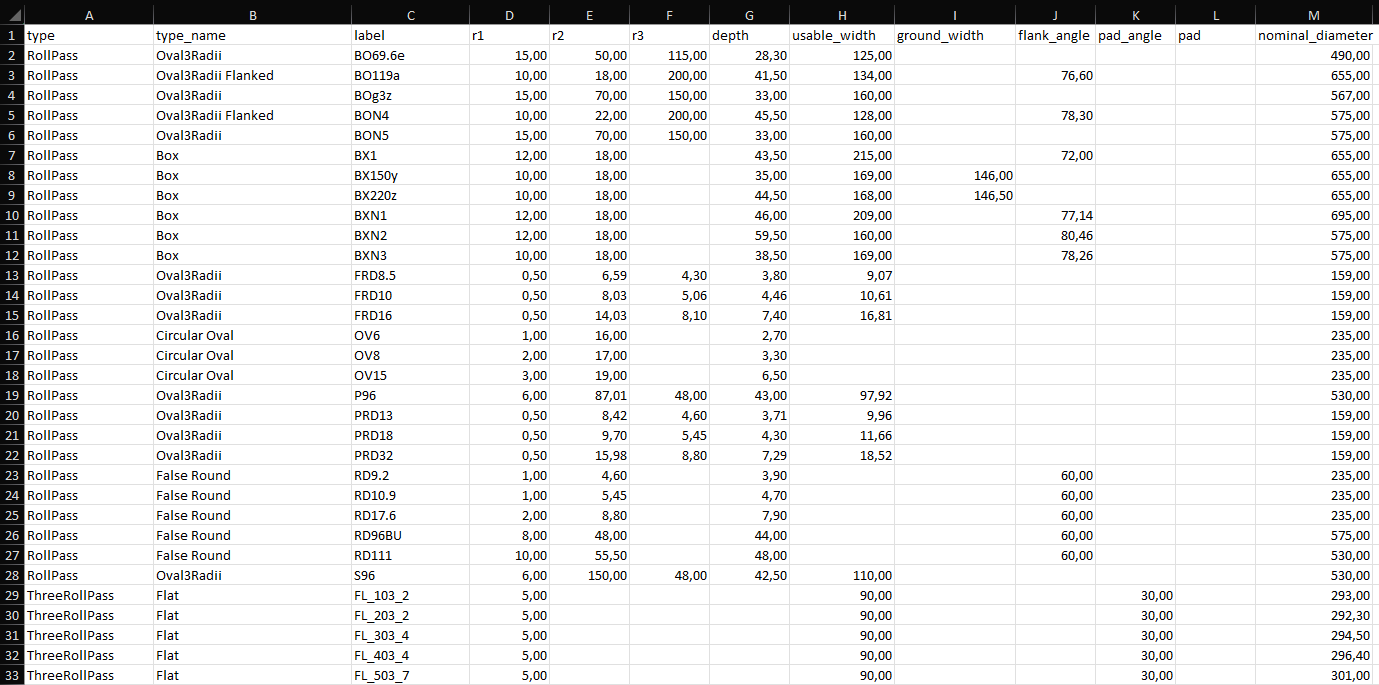 A B C D E F G H I J K L M
1 type type_name label r1 r2 r3 depth usable_width ground_width flank_angle pad_angle pad nominal_diameter
2 RollPass Oval3Radii BO69.6e 15,00 50,00 115,00 28,30 125,00 490,00
3 RollPass Oval3Radii Flanked BO119a 10,00 18,00 200,00 41,50 134,00 76,60 655,00
4 RollPass Oval3Radii BOg3z 15,00 70,00 150,00 33,00 160,00 567,00
5 RollPass Oval3Radii Flanked BON4 10,00 22,00 200,00 45,50 128,00 78,30 575,00
6 RollPass Oval3Radii BON5 15,00 70,00 150,00 33,00 160,00 575,00
7 RollPass Box BX1 12,00 18,00 43,50 215,00 72,00 655,00
8 RollPass Box BX150y 10,00 18,00 35,00 169,00 146,00 655,00
9 RollPass Box BX220z 10,00 18,00 44,50 168,00 146,50 655,00
10 RollPass Box BXN1 12,00 18,00 46,00 209,00 77,14 695,00
11 RollPass Box BXN2 12,00 18,00 59,50 160,00 80,46 575,00
12 RollPass Box BXN3 10,00 18,00 38,50 169,00 78,26 575,00
13 RollPass Oval3Radii FRD8.5 0,50 6,59 4,30 3,80 9,07 159,00
14 RollPass Oval3Radii FRD10 0,50 8,03 5,06 4,46 10,61 159,00
15 RollPass Oval3Radii FRD16 0,50 14,03 8,10 7,40 16,81 159,00
16 RollPass Circular Oval OV6 1,00 16,00 2,70 235,00
17 RollPass Circular Oval OV8 2,00 17,00 3,30 235,00
18 RollPass Circular Oval OV15 3,00 19,00 6,50 235,00
19 RollPass Oval3Radii P96 6,00 87,01 48,00 43,00 97,92 530,00
20 RollPass Oval3Radii PRD13 0,50 8,42 4,60 3,71 9,96 159,00
21 RollPass Oval3Radii PRD18 0,50 9,70 5,45 4,30 11,66 159,00
22 RollPass Oval3Radii PRD32 0,50 15,98 8,80 7,29 18,52 159,00
23 RollPass False Round RD9.2 1,00 4,60 3,90 60,00 235,00
24 RollPass False Round RD10.9 1,00 5,45 4,70 60,00 235,00
25 RollPass False Round RD17.6 2,00 8,80 7,90 60,00 235,00
26 RollPass False Round RD96BU 8,00 48,00 44,00 60,00 575,00
27 RollPass False Round RD111 10,00 55,50 48,00 60,00 530,00
28 RollPass Oval3Radii S96 6,00 150,00 48,00 42,50 110,00 530,00
29 ThreeRollPass Flat FL_103_2 5,00 90,00 30,00 293,00
30 ThreeRollPass Flat FL_203_2 5,00 90,00 30,00 292,30
31 ThreeRollPass Flat FL_303_4 5,00 90,00 30,00 294,50
32 ThreeRollPass Flat FL_403_4 5,00 90,00 30,00 296,40
33 ThreeRollPass Flat FL_503_7 5,00 90,00 30,00 301,00